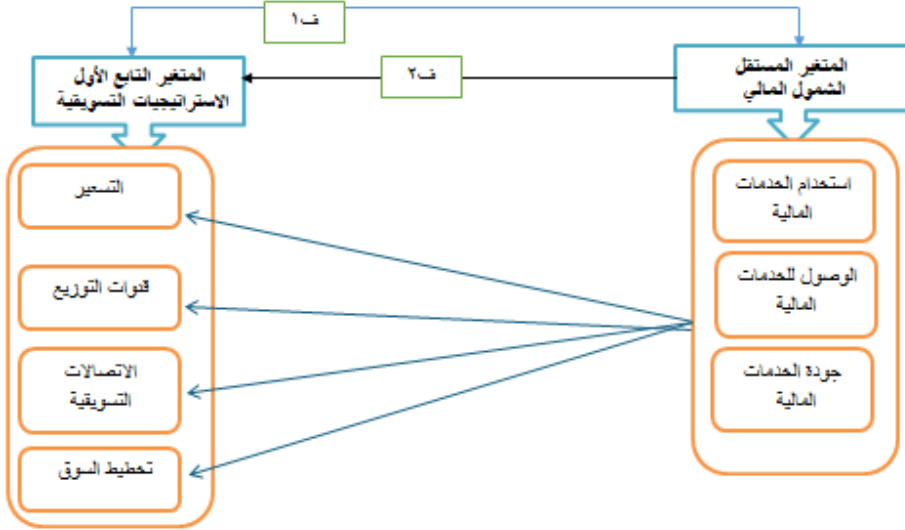 ف١
المتغير المستقل
الشمول المالي
ف٢
المتغير التابع الأول
الاستراتيجيات التسويقية
استخدام الخدمات
المالية
الوصول للخدمات
المالية
جودة الخدمات
المالية
التسعير
قنوات التوزيع
الاتصالات
التسويقية
تخطيط السوق